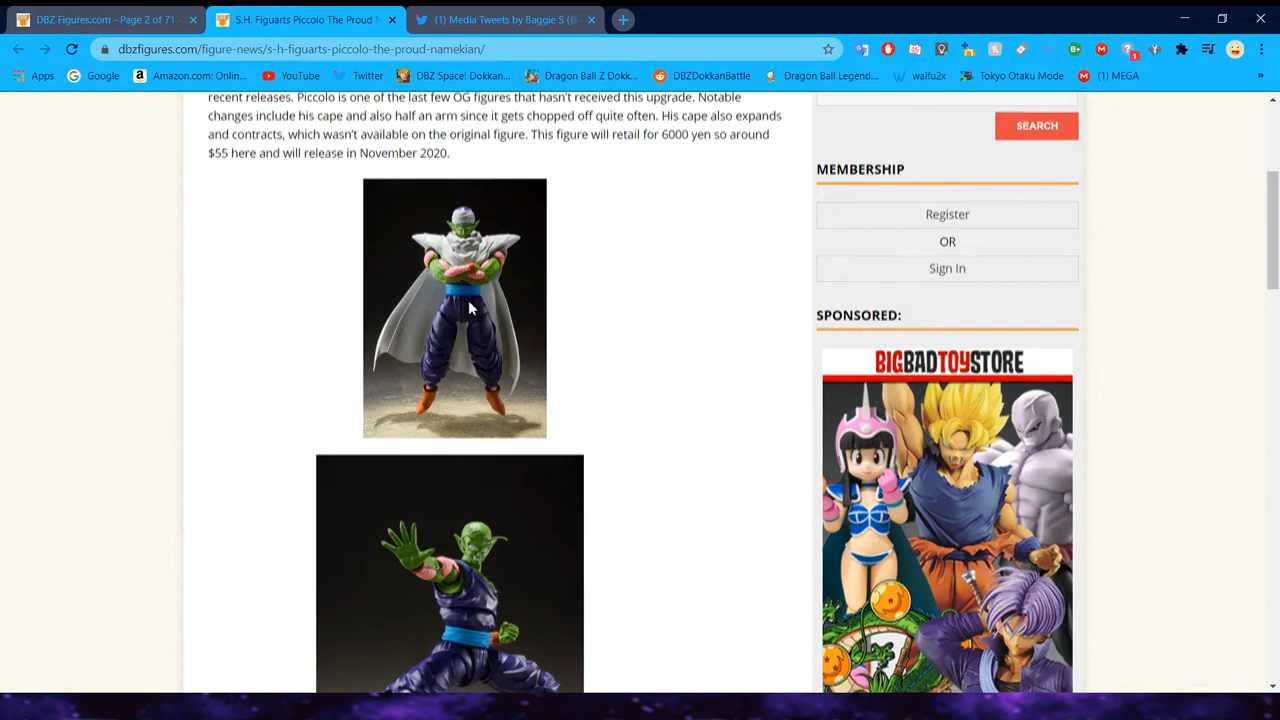 DBZ Figures.com - Page 2 of 71
S.H. Figuarts Piccolo The Proud N
(1) Media Tweets by Baggie S (@
dbzfigures.com/figure-news/s-h-figuarts-piccolo-the-proud-namekian/
Apps
Google
Amazon.com: Onlin...
YouTube
Twitter
DBZ Space! Dokkan...
Dragon Ball Z Dokk...
DBZDokkanBattle
Dragon Ball Legend...
waifu2x
Tokyo Otaku Mode
(1) MEGA
»
recent releases. Piccolo is one of the last few OG figures that hasn't received this upgrade. Notable
changes include his cape and also half an arm since it gets chopped off quite often. His cape also expands
and contracts, which wasn't available on the original figure. This figure will retail for 6000 yen so around
$55 here and will release in November 2020.
SEARCH
MEMBERSHIP
Register
OR
Sign In
SPONSORED:
BIGBADTOYSTORE